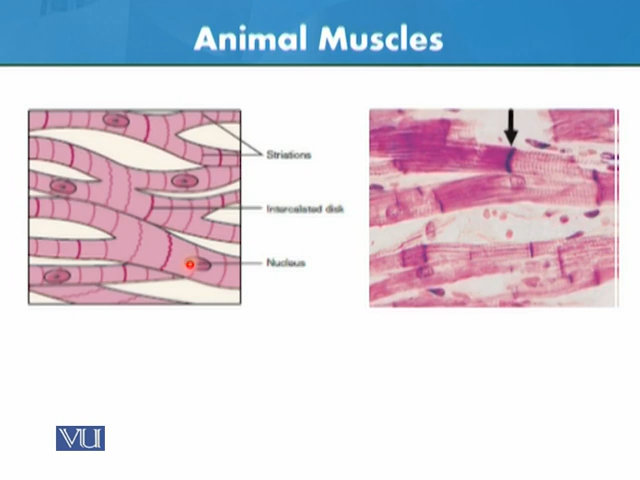 Animal Muscles
Striations
Intercalated disk
Nucleus
VU